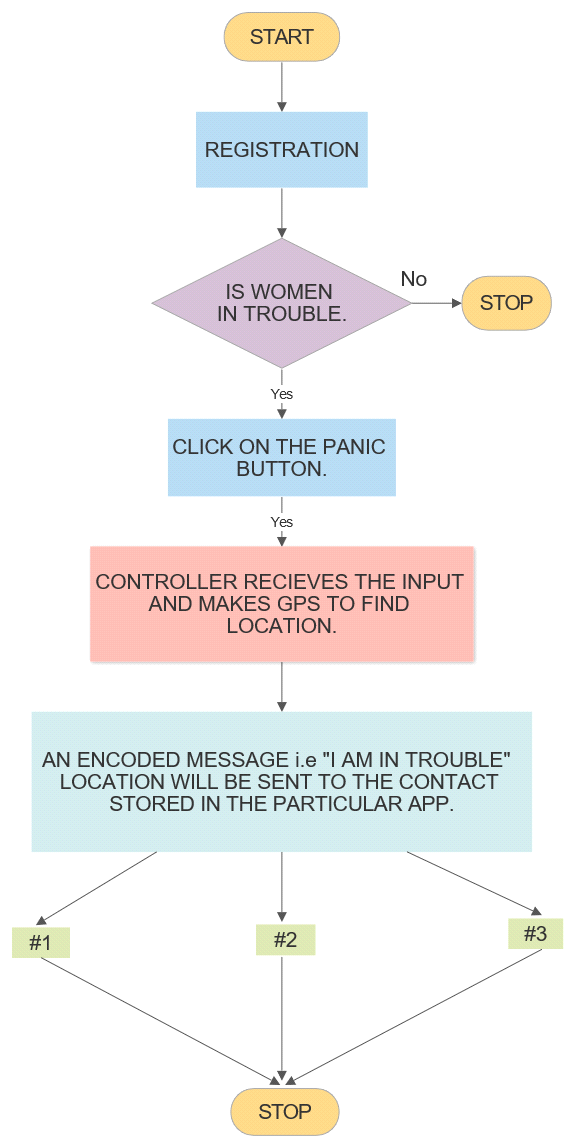 START
REGISTRATION
IS WOMEN
IN TROUBLE.
No
STOP
Yes
CLICK ON THE PANIC
BUTTON.
Yes
CONTROLLER RECIEVES THE INPUT
AND MAKES GPS TO FIND
LOCATION.
AN ENCODED MESSAGE i.e "I AM IN TROUBLE"
LOCATION WILL BE SENT TO THE CONTACT
STORED IN THE PARTICULAR APP.
#1
#2
#3
STOP